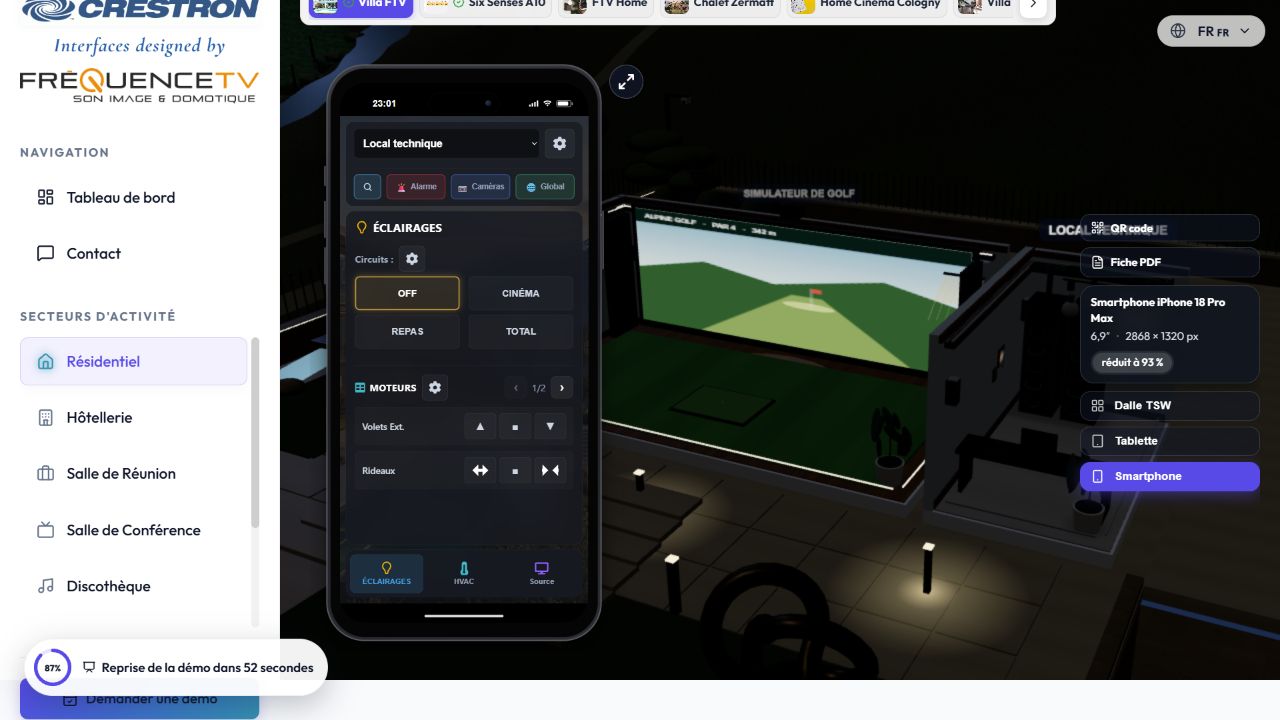 CRESTRON
Interfaces designed by
FRÉQUENCETV
SON IMAGE & DOMOTIQUE
NAVIGATION
Tableau de bord
Contact
SECTEURS D'ACTIVITÉ
Résidentiel
Hôtellerie
Salle de Réunion
Salle de Conférence
Discothèque
87%
Reprise de la démo dans 52 secondes
Demander une démo
Villa FTV
Six Senses A10
FTV Home
Chalet Zermatt
Home Cinéma Cologny
Villa
FR FR
23:01
Local technique
Alarme
Caméras
Global
ÉCLAIRAGES
Circuits :
OFF
CINÉMA
REPAS
TOTAL
MOTEURS
1/2
Volets Ext.
Rideaux
ÉCLAIRAGES
HVAC
Source
SIMULATEUR DE GOLF
ALPINE GOLF - PAR 4 - 342 m
LOCAL TECHNIQUE
QR code
Fiche PDF
Smartphone iPhone 18 Pro
Max
6,9" · 2868 × 1320 px
réduit à 93 %
Dalle TSW
Tablette
Smartphone